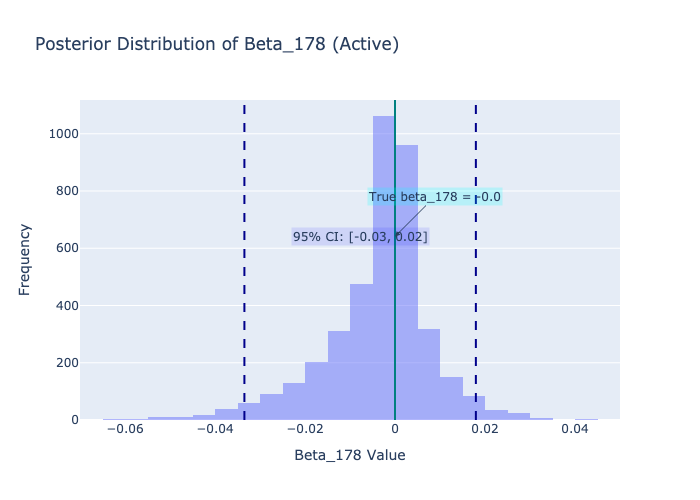 Posterior Distribution of Beta_178 (Active)
1000
800
600
400
200
0
Frequency
True beta_178 = -0.0
95% CI: [-0.03, 0.02]
−0.06
−0.04
−0.02
0
0.02
0.04
Beta_178 Value